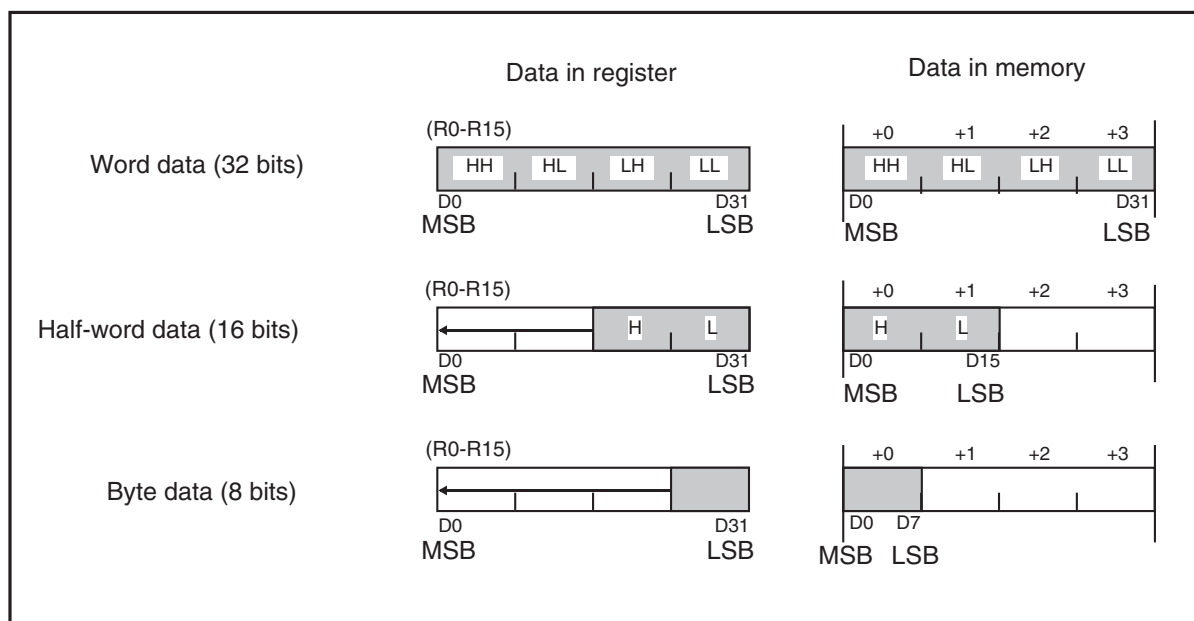 Data in register
Data in memory
Word data (32 bits)
(R0-R15)
HH HL LH LL
D0 D31
MSB LSB
+0 +1 +2 +3
HH HL LH LL
D0 D31
MSB LSB
Half-word data (16 bits)
(R0-R15)
H L
D0 D31
MSB LSB
+0 +1 +2 +3
H L
D0 D15
MSB LSB
Byte data (8 bits)
(R0-R15)
D0 D31
MSB LSB
+0 +1 +2 +3
D0 D7
MSB LSB